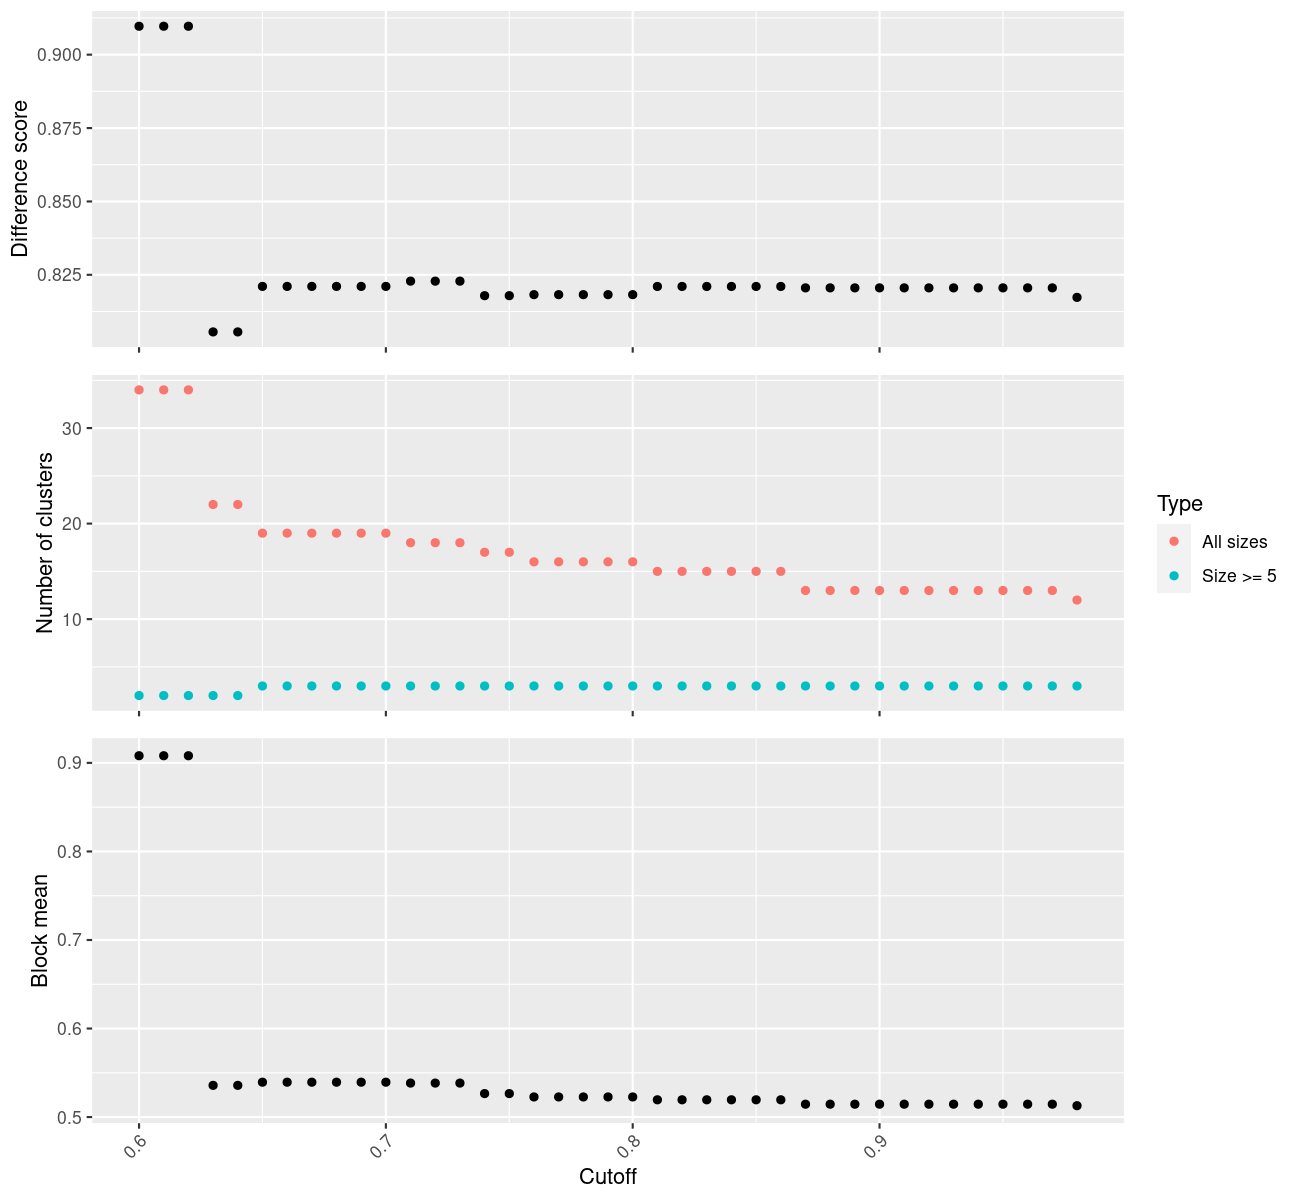 Difference score
0.900
0.875
0.850
0.825
Number of clusters
30
20
10
Type
All sizes
Size >= 5
Block mean
0.9
0.8
0.7
0.6
0.5
0.6
0.7
0.8
0.9
Cutoff